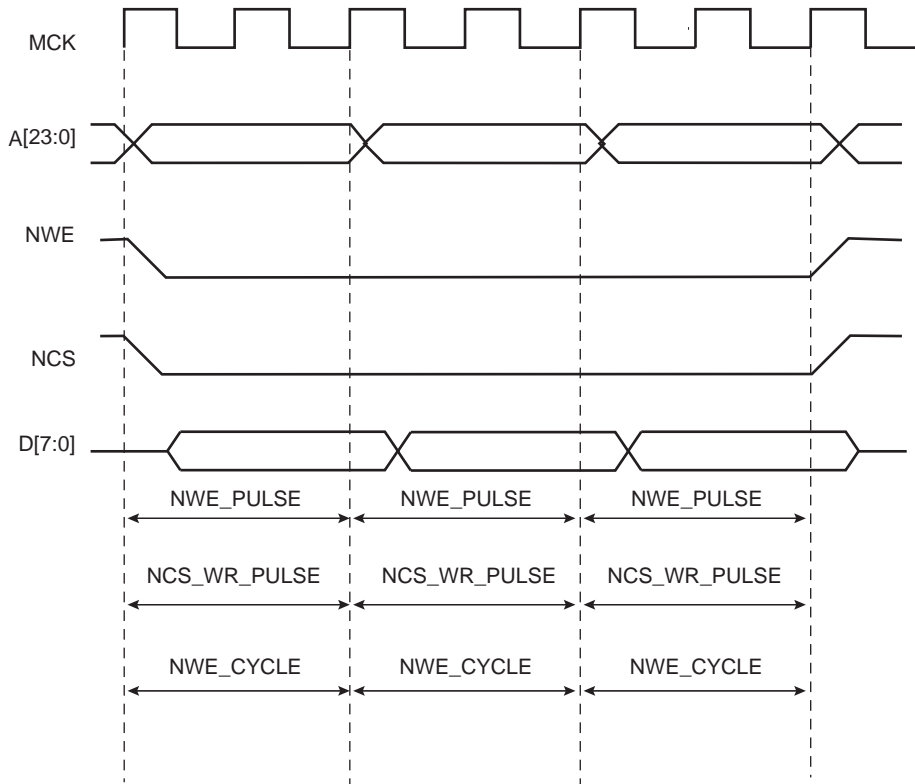 MCK
A[23:0]
NWE
NCS
D[7:0]
NWE_PULSE NWE_PULSE NWE_PULSE
NCS_WR_PULSE NCS_WR_PULSE NCS_WR_PULSE
NWE_CYCLE NWE_CYCLE NWE_CYCLE